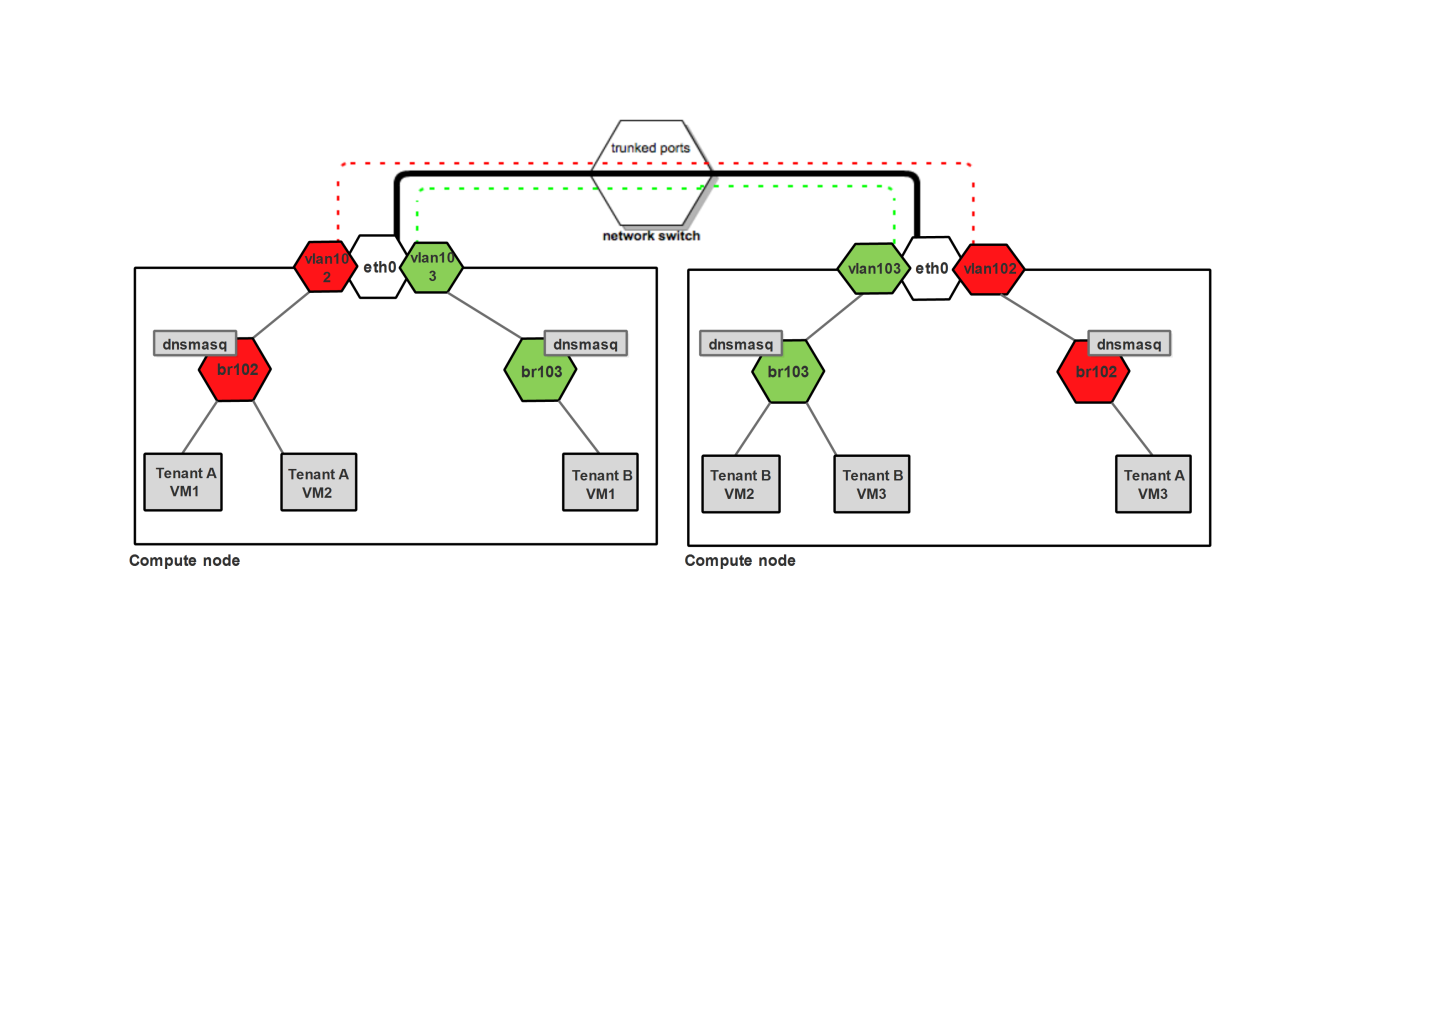 trunked ports
network switch
vlan10
2
eth0
vlan10
3
vlan103
eth0
vlan102
dnsmasq
br102
dnsmasq
br103
dnsmasq
br103
dnsmasq
br102
Tenant A
VM1
Tenant A
VM2
Tenant B
VM1
Tenant B
VM2
Tenant B
VM3
Tenant A
VM3
Compute node
Compute node